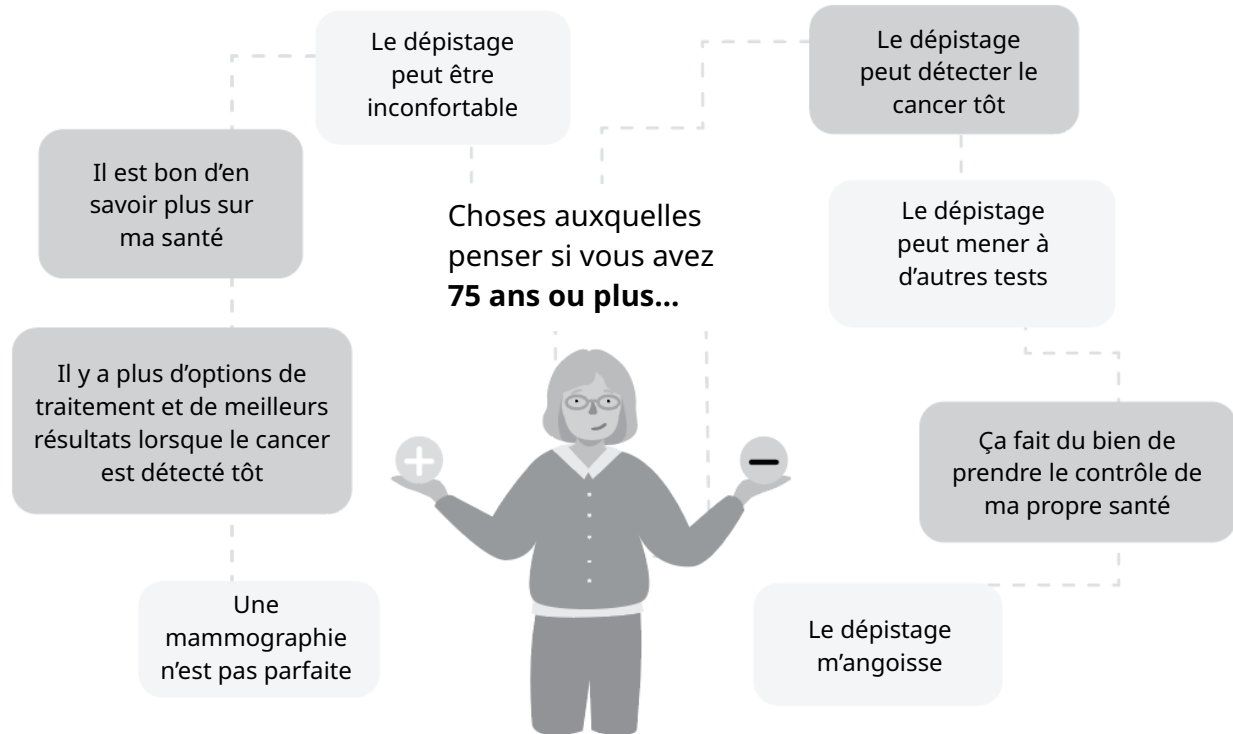 Choses auxquelles
penser si vous avez
75 ans ou plus...
Le dépistage
peut être
inconfortable
Il est bon d’en
savoir plus sur
ma santé
Il y a plus d’options de
traitement et de meilleurs
résultats lorsque le cancer
est détecté tôt
Une
mammographie
n’est pas parfaite
Le dépistage
peut détecter le
cancer tôt
Le dépistage
peut mener à
d’autres tests
Ça fait du bien de
prendre le contrôle de
ma propre santé
Le dépistage
m’angoisse